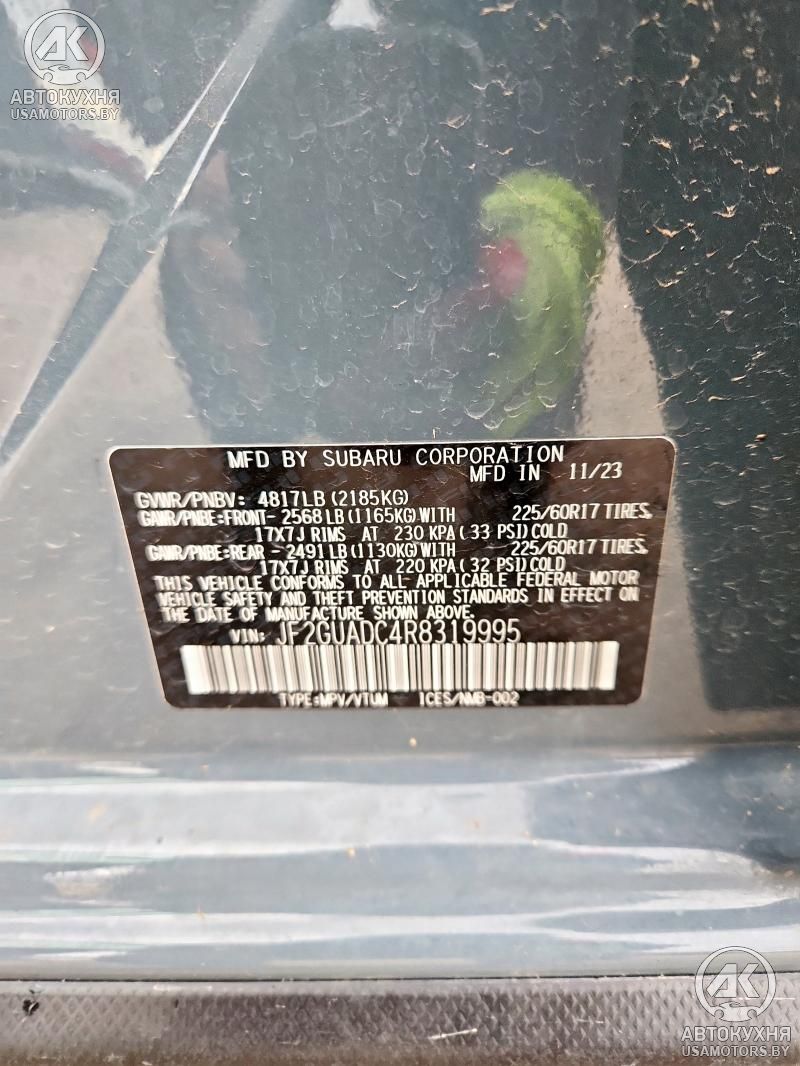 АК
АВТОКУХНЯ
USAMOTORS.BY
MFD BY SUBARU CORPORATION
MFD IN 11/23
GVWR/PNBV: 4817LB(2185KG)
GAWR/PNBE:FRONT- 2568LB(1165KG)WITH 225/60R17 TIRES,
17X7J RIMS AT 230 KPA( 33 PSI)COLD
GAWR/PNBE:REAR - 2491LB(1130KG)WITH 225/60R17 TIRES,
17X7J RIMS AT 220 KPA( 32 PSI)COLD
THIS VEHICLE CONFORMS TO ALL APPLICABLE FEDERAL MOTOR
VEHICLE SAFETY AND THEFT PREVENTION STANDARDS IN EFFECT ON
THE DATE OF MANUFACTURE SHOWN ABOVE.
VIN: JF2GUADC4R8319995
TYPE:MPV/VTUM ICES/NMB-002
АК
АВТОКУХНЯ
USAMOTORS.BY